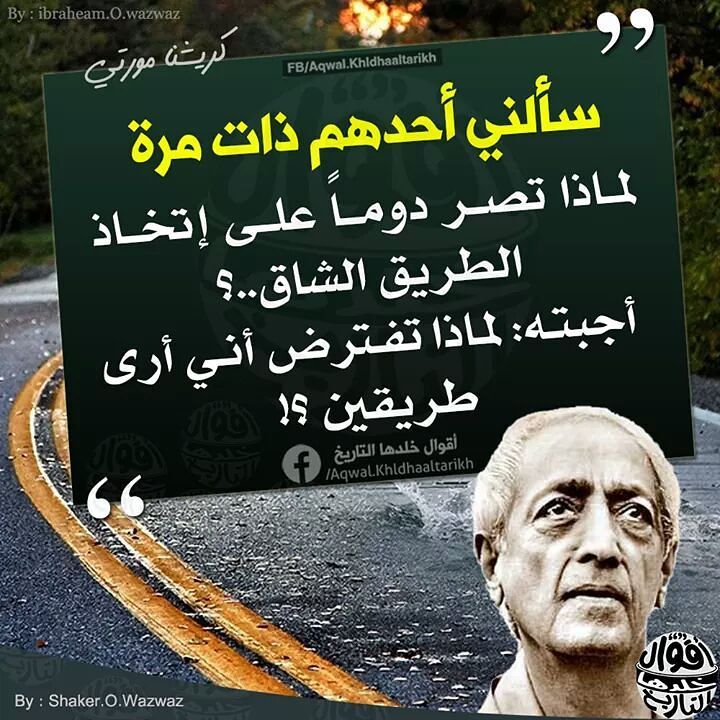 By : ibraheam.O.wazwaz
كريشنا مورتي
FB/Aqwal.Khldhaaltarikh
سألني أحدهم ذات مرة
لماذا تصر دوماً على إتخاذ
الطريق الشاق..؟
أجبته: لماذا تفترض أني أرى
طريقين ؟!
أقوال خلدها التاريخ
/Aqwal.Khldhaaltarikh
أقوال
خلدها
التاريخ
By : Shaker.O.Wazwaz